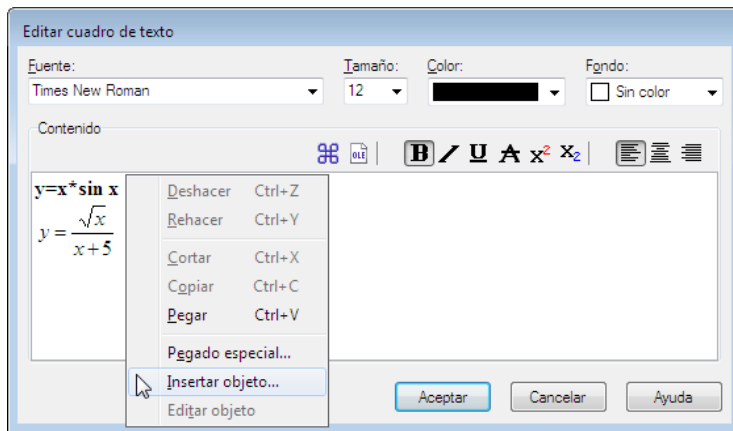 Editar cuadro de texto
Fuente: Tamaño: Color: Fondo:
Times New Roman 12 Sin color
Contenido
OLE B I U A x² x₂
y=x*sin x
y = √x / x+5
Deshacer Ctrl+Z
Rehacer Ctrl+Y
Cortar Ctrl+X
Copiar Ctrl+C
Pegar Ctrl+V
Pegado especial...
Insertar objeto...
Editar objeto
Aceptar Cancelar Ayuda